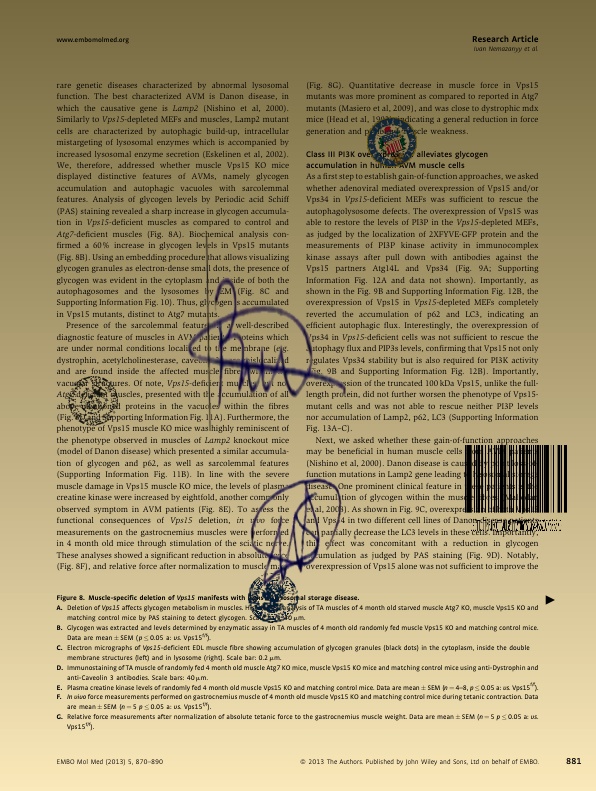 www.embomolmed.org
Research Article
Ivan Nemazanyy et al.
rare genetic diseases characterized by abnormal lysosomal
function. The best characterized AVM is Danon disease, in
which the causative gene is Lamp2 (Nishino et al, 2000).
Similarly to Vps15-depleted MEFs and muscles, Lamp2 mutant
cells are characterized by autophagic build-up, intracellular
mistargeting of lysosomal enzymes which is accompanied by
increased lysosomal enzyme secretion (Eskelinen et al, 2002).
We, therefore, addressed whether muscle Vps15 KO mice
displayed distinctive features of AVMs, namely glycogen
accumulation and autophagic vacuoles with sarcolemmal
features. Analysis of glycogen levels by Periodic acid Schiff
(PAS) staining revealed a sharp increase in glycogen accumula-
tion in Vps15-deficient muscles as compared to control and
Atg7-deficient muscles (Fig. 8A). Biochemical analysis con-
firmed a 60% increase in glycogen levels in Vps15 mutants
(Fig. 8B). Using an embedding procedure that allows visualizing
glycogen granules as electron-dense small dots, the presence of
glycogen was evident in the cytoplasm and inside of both the
autophagosomes and the lysosomes by EM (Fig. 8C and
Supporting Information Fig. 10). Thus, glycogen is accumulated
in Vps15 mutants, distinct to Atg7 mutants.
Presence of the sarcolemmal features is a well-described
diagnostic feature of muscles in AVM patients. Proteins which
are under normal conditions localized to the membrane (eg.
dystrophin, acetylcholinesterase, caveolin) are mislocalized
and are found inside the affected muscle fibres within
vacuolar structures. Of note, Vps15-deficient muscles, but not
Atg7-deficient muscles, presented with the accumulation of all
above mentioned proteins in the vacuoles within the fibres
(Fig. 8D and Supporting Information Fig. 11A). Furthermore, the
phenotype of Vps15 muscle KO mice was highly reminiscent of
the phenotype observed in muscles of Lamp2 knockout mice
(model of Danon disease) which presented a similar accumula-
tion of glycogen and p62, as well as sarcolemmal features
(Supporting Information Fig. 11B). In line with the severe
muscle damage in Vps15 muscle KO mice, the levels of plasma
creatine kinase were increased by eightfold, another commonly
observed symptom in AVM patients (Fig. 8E). To assess the
functional consequences of Vps15 deletion, in vivo force
measurements on the gastrocnemius muscles were performed
in 4 month old mice through stimulation of the sciatic nerve.
These analyses showed a significant reduction in absolute force
(Fig. 8F), and relative force after normalization to muscle mass
(Fig. 8G). Quantitative decrease in muscle force in Vps15
mutants was more prominent as compared to reported in Atg7
mutants (Masiero et al, 2009), and was close to dystrophic mdx
mice (Head et al, 1992) indicating a general reduction in force
generation and profound muscle weakness.
Class III PI3K overexpression alleviates glycogen
accumulation in human AVM muscle cells
As a first step to establish gain-of-function approaches, we asked
whether adenoviral mediated overexpression of Vps15 and/or
Vps34 in Vps15-deficient MEFs was sufficient to rescue the
autophagolysosome defects. The overexpression of Vps15 was
able to restore the levels of PI3P in the Vps15-depleted MEFs,
as judged by the localization of 2XFYVE-GFP protein and the
measurements of PI3P kinase activity in immunocomplex
kinase assays after pull down with antibodies against the
Vps15 partners Atg14L and Vps34 (Fig. 9A; Supporting
Information Fig. 12A and data not shown). Importantly, as
shown in the Fig. 9B and Supporting Information Fig. 12B, the
overexpression of Vps15 in Vps15-depleted MEFs completely
reverted the accumulation of p62 and LC3, indicating an
efficient autophagic flux. Interestingly, the overexpression of
Vps34 in Vps15-deficient cells was not sufficient to rescue the
autophagy flux and PIP3s levels, confirming that Vps15 not only
regulates Vps34 stability but is also required for PI3K activity
(Fig. 9B and Supporting Information Fig. 12B). Importantly,
overexpression of the truncated 100 kDa Vps15, unlike the full-
length protein, did not further worsen the phenotype of Vps15-
mutant cells and was not able to rescue neither PI3P levels
nor accumulation of Lamp2, p62, LC3 (Supporting Information
Fig. 13A–C).
Next, we asked whether these gain-of-function approaches
may be beneficial in human muscle cells
(Nishino et al, 2000). Danon disease is caused by
function mutations in Lamp2 gene leading to
disease. One prominent clinical feature in
accumulation of glycogen within the muscle fibres
et al, 2003). As shown in Fig. 9C, overexpression
and Vps34 in two different cell lines of Danon
can partially decrease the LC3 levels in these cells. Importantly,
this effect was concomitant with a reduction in glycogen
accumulation as judged by PAS staining (Fig. 9D). Notably,
overexpression of Vps15 alone was not sufficient to improve the
Figure 8. Muscle-specific deletion of Vps15 manifests with lysosomal storage disease.
A. Deletion of Vps15 affects glycogen metabolism in muscles. Histological analysis of TA muscles of 4 month old starved muscle Atg7 KO, muscle Vps15 KO and
matching control mice by PAS staining to detect glycogen. Scale bar: 40 μm.
B. Glycogen was extracted and levels determined by enzymatic assay in TA muscles of 4 month old randomly fed muscle Vps15 KO and matching control mice.
Data are mean ± SEM (p ≤ 0.05 a: vs. Vps15f/f).
C. Electron micrographs of Vps15-deficient EDL muscle fibre showing glycogen granules (black dots) in the cytoplasm, inside the double
membrane structures (left) and in lysosome (right). Scale bar: 0.2 μm.
D. Immunostaining of TA muscle of randomly fed 4 month old muscle Atg7 KO mice, muscle Vps15 KO mice and matching control mice using anti-Dystrophin and
anti-Caveolin 3 antibodies. Scale bars: 40 μm.
E. Plasma creatine kinase levels of randomly fed 4 month old muscle Vps15 KO and matching control mice. Data are mean ± SEM (n = 4–8, p ≤ 0.05 a: vs. Vps15f/f).
F. In vivo force measurements performed on gastrocnemius muscle of 4 month old muscle Vps15 KO and matching control mice during tetanic contraction. Data
are mean ± SEM (n = 5 p ≤ 0.05 a: vs. Vps15f/f).
G. Relative force measurements after normalization of absolute tetanic force to the gastrocnemius muscle weight. Data are mean ± SEM (n = 5 p ≤ 0.05 a: vs.
Vps15f/f).
EMBO Mol Med (2013) 5, 870–890
© 2013 The Authors. Published by John Wiley and Sons, Ltd on behalf of EMBO.
881